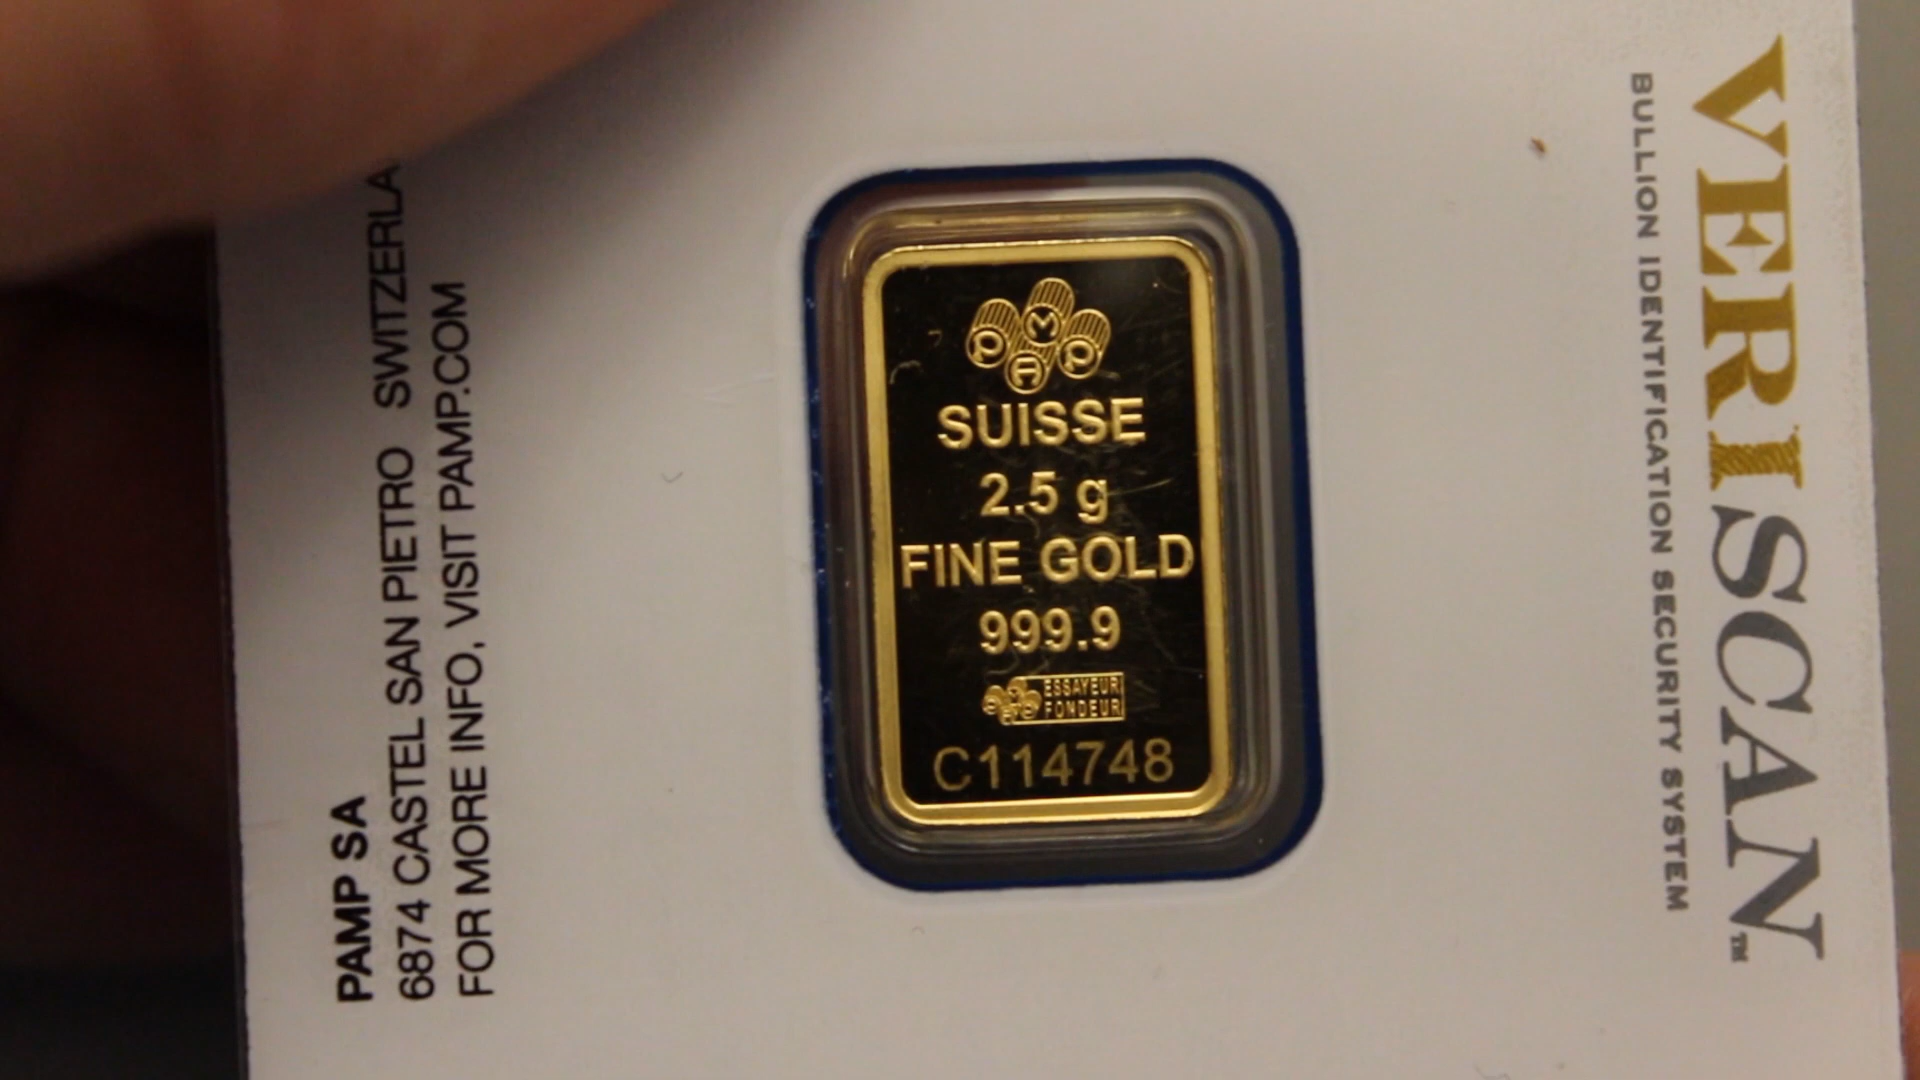 PAMP SA
6874 CASTEL SAN PIETRO SWITZERLA
FOR MORE INFO, VISIT PAMP.COM
P
A
M
P
SUISSE
2.5 g
FINE GOLD
999.9
ESSAYEUR
FONDEUR
C114748
VERISCAN™
BULLION IDENTIFICATION SECURITY SYSTEM